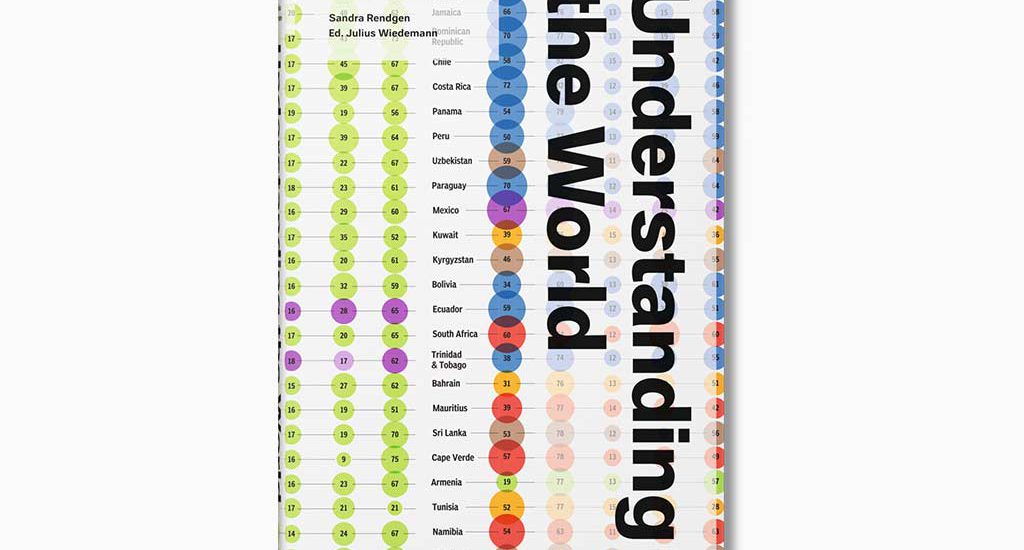 Sandra Rendgen
Ed. Julius Wiedemann
Understanding
the World
20 Jamaica 66 58
17 Dominican 70 59
Republic
17 45 67 Chile 58 15 42
17 39 67 Costa Rica 72 12 46
19 19 56 Panama 54 79 14 58
17 39 64 Peru 50 13 59
17 22 67 Uzbekistan 59 11 64
18 23 61 Paraguay 70 12 64
16 29 60 Mexico 67 14 42
17 35 52 Kuwait 39 15 36
16 20 61 Kyrgyzstan 46 13 55
16 32 59 Bolivia 34 13 61
16 28 65 Ecuador 59 12 51
17 20 65 South Africa 60 12 60
18 17 62 Trinidad 38 74 12 55
& Tobago
15 27 62 Bahrain 31 76 13 51
16 19 51 Mauritius 39 77 14 42
17 19 70 Sri Lanka 53 78 12 56
16 9 75 Cape Verde 57 78 13 49
16 23 67 Armenia 19 77 13 57
17 21 21 Tunisia 52 77 15 28
14 24 67 Namibia 54 63 11 63